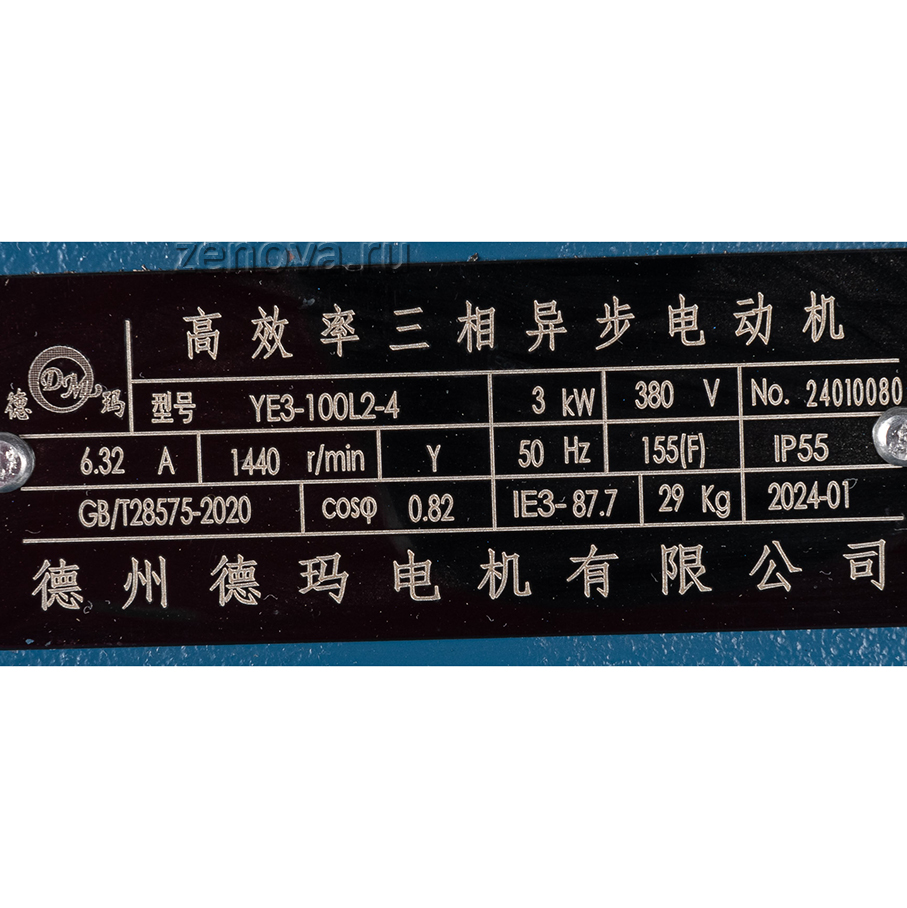 zenova.ru
高效率三相异步电动机
DM
德 玛
型号 YE3-100L2-4 3 kW 380 V No. 24010080
6.32 A 1440 r/min Y 50 Hz 155(F) IP55
GB/T28575-2020 cosφ 0.82 IE3-87.7 29 Kg 2024-01
德州德玛电机有限公司